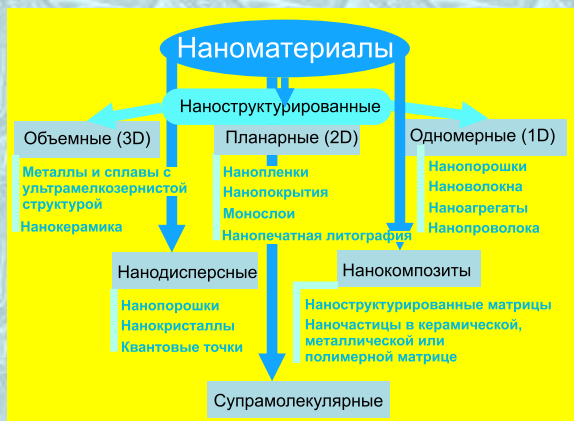 Наноматериалы
Наноструктурированные
Объемные (3D)
Металлы и сплавы с
ультрамелкозернистой
структурой
Нанокерамика
Планарные (2D)
Нанопленки
Нанопокрытия
Монослои
Нанопечатная литография
Одномерные (1D)
Нанопорошки
Нановолокна
Наноагрегаты
Нанопроволока
Нанодисперсные
Нанопорошки
Нанокристаллы
Квантовые точки
Нанокомпозиты
Наноструктурированные матрицы
Наночастицы в керамической,
металлической или
полимерной матрице
Супрамолекулярные